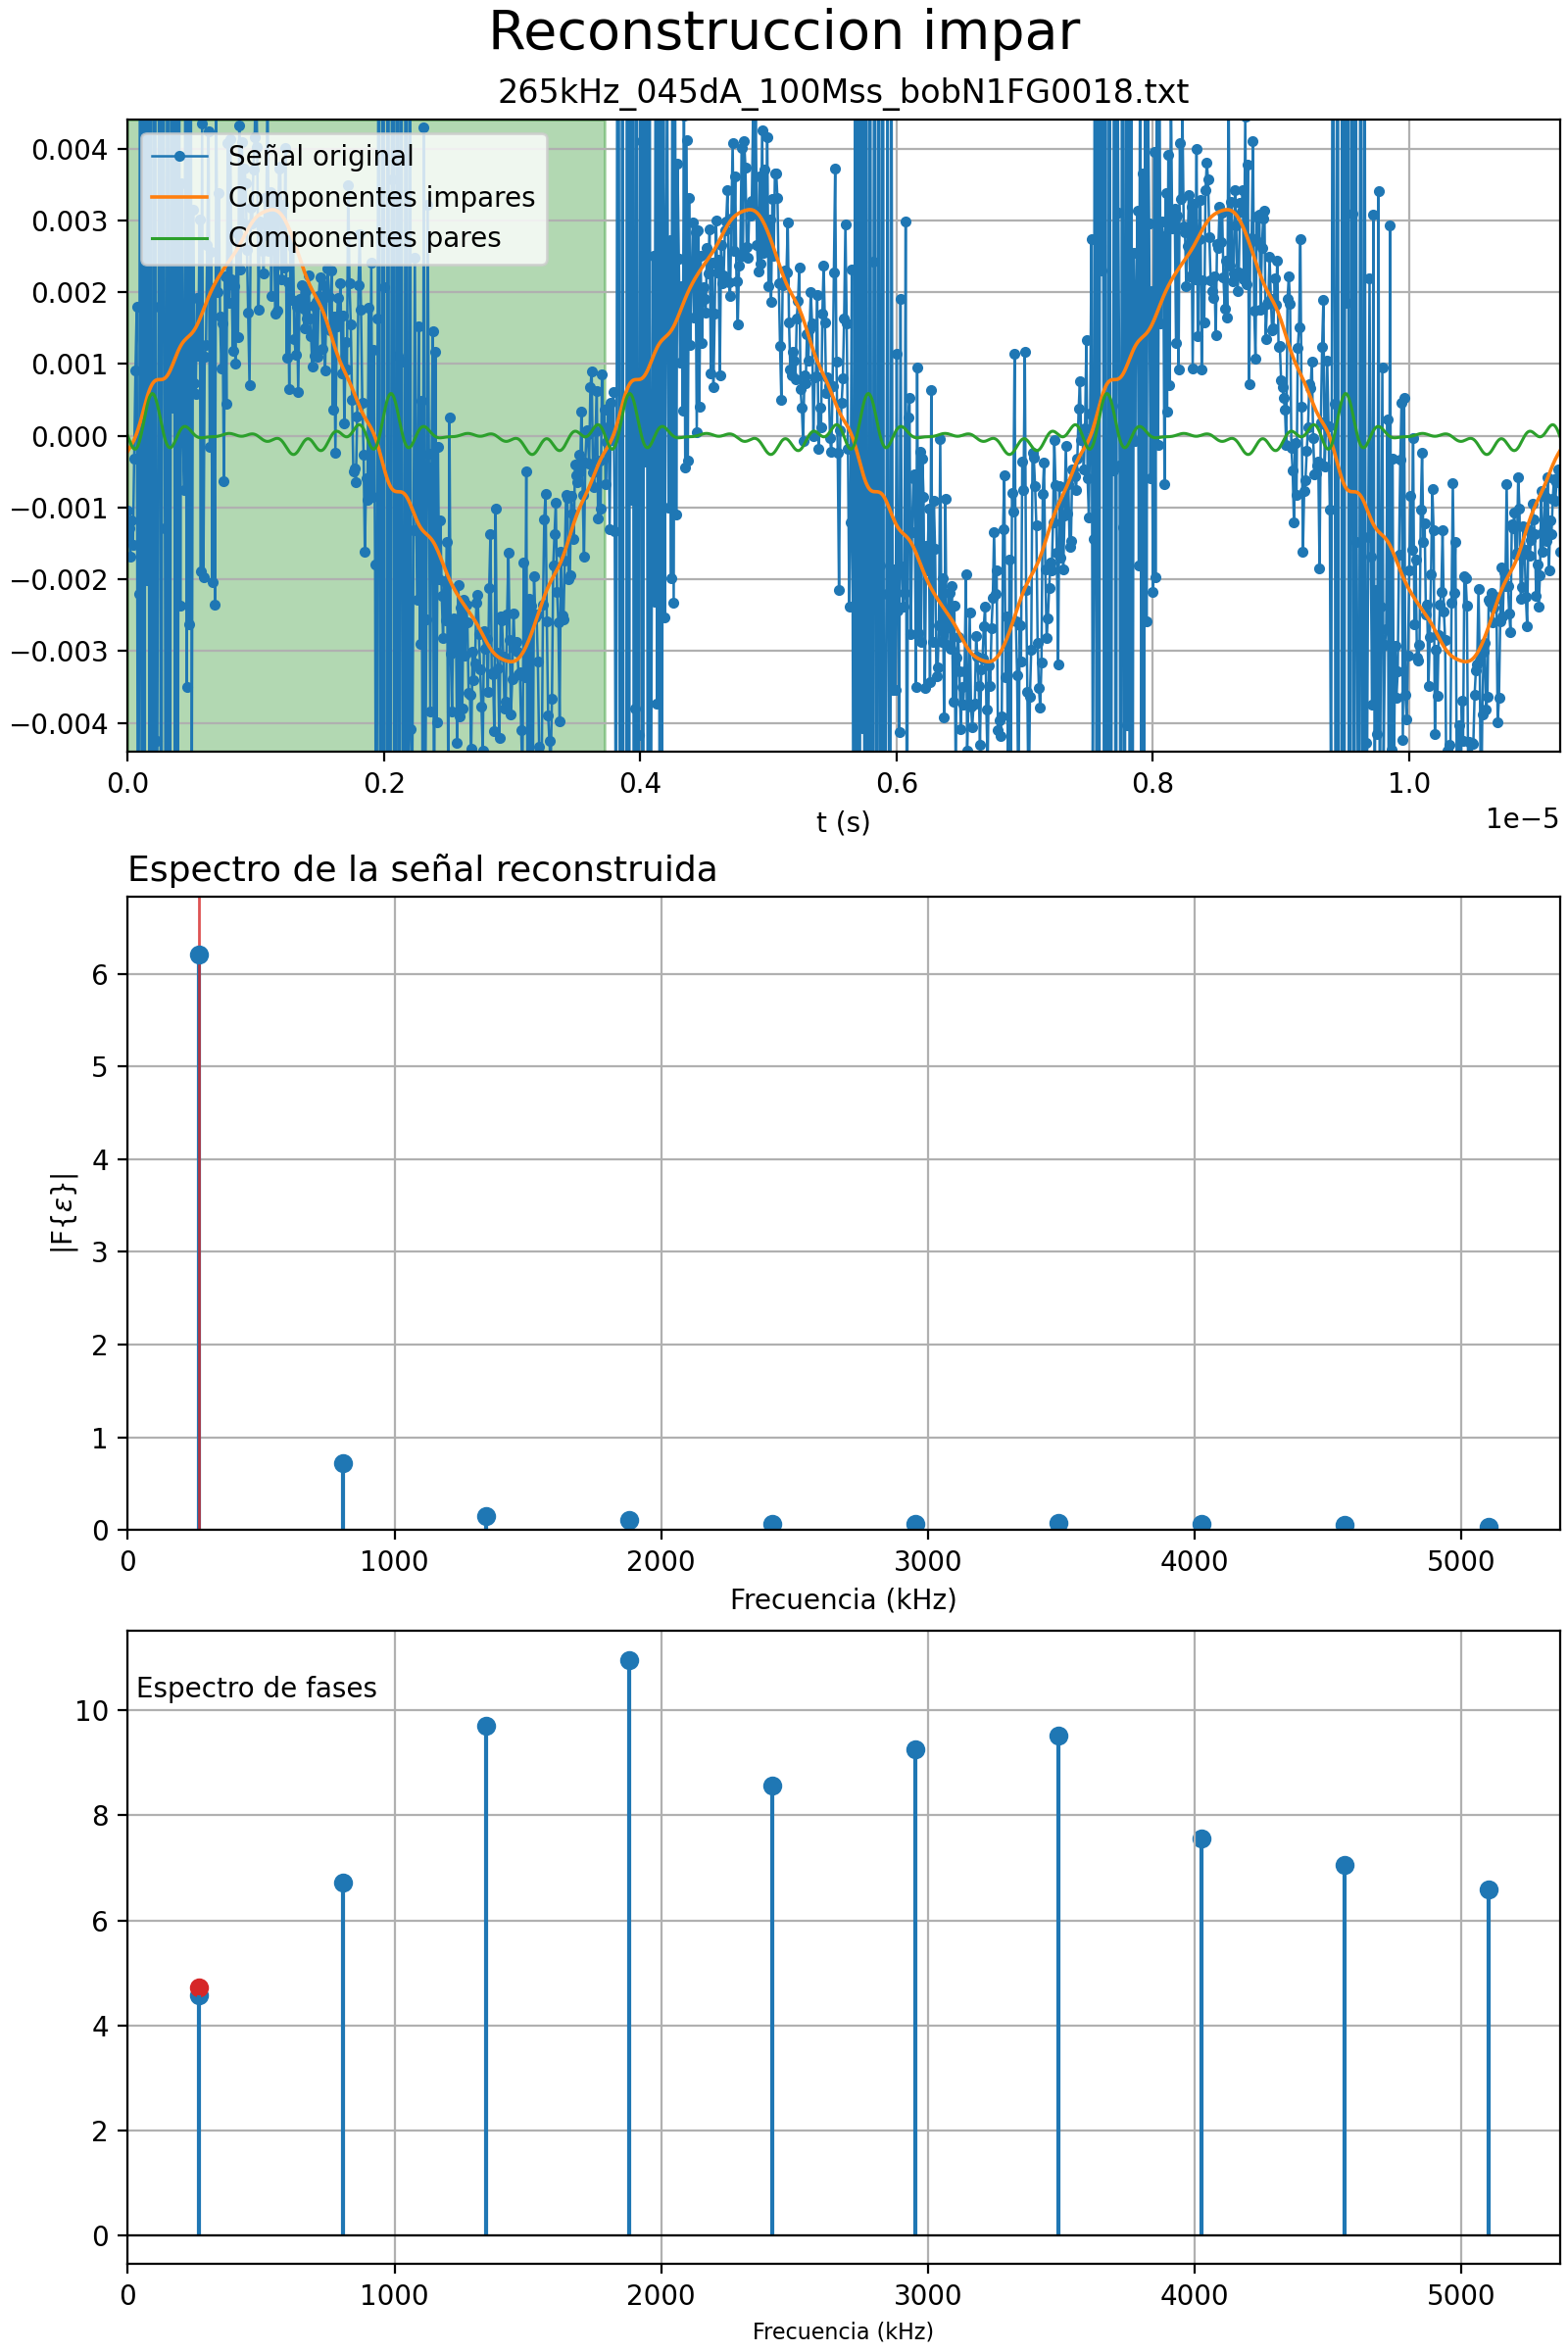 Reconstruccion impar
265kHz_045dA_100Mss_bobN1FG0018.txt
Señal original
Componentes impares
Componentes pares
0.004
0.003
0.002
0.001
0.000
−0.001
−0.002
−0.003
−0.004
0.0 0.2 0.4 0.6 0.8 1.0
1e−5
t (s)
Espectro de la señal reconstruida
|F{ε}|
6
5
4
3
2
1
0
0 1000 2000 3000 4000 5000
Frecuencia (kHz)
Espectro de fases
10
8
6
4
2
0
0 1000 2000 3000 4000 5000
Frecuencia (kHz)